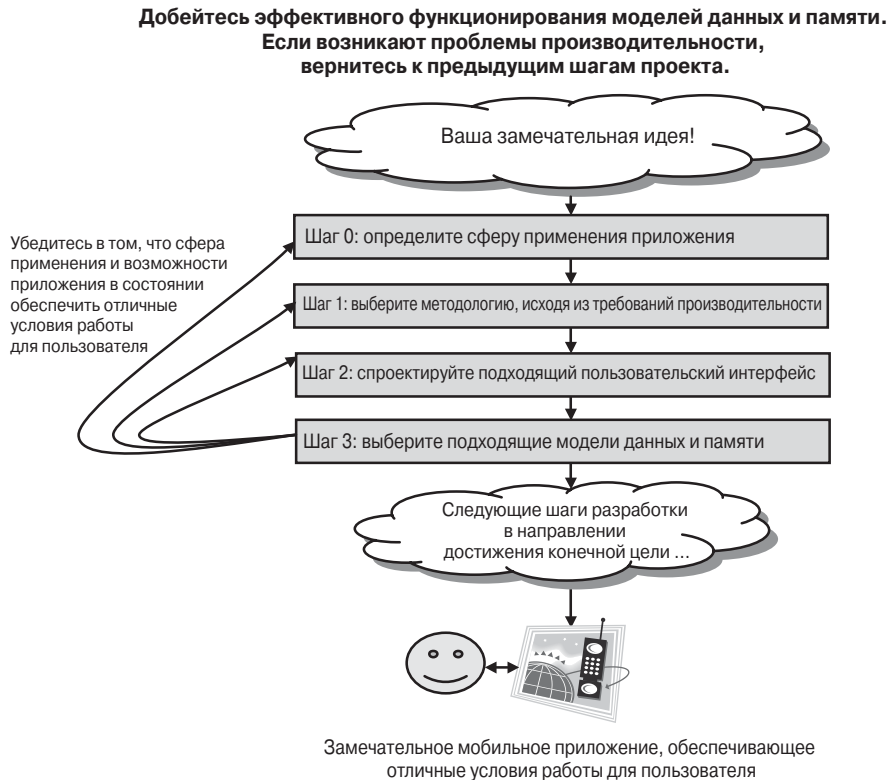 Добейтесь эффективного функционирования моделей данных и памяти.
Если возникают проблемы производительности,
вернитесь к предыдущим шагам проекта.
Ваша замечательная идея!
Убедитесь в том, что сфера
применения и возможности
приложения в состоянии
обеспечить отличные
условия работы
для пользователя
Шаг 0: определите сферу применения приложения
Шаг 1: выберите методологию, исходя из требований производительности
Шаг 2: спроектируйте подходящий пользовательский интерфейс
Шаг 3: выберите подходящие модели данных и памяти
Следующие шаги разработки
в направлении
достижения конечной цели ...
Замечательное мобильное приложение, обеспечивающее
отличные условия работы для пользователя